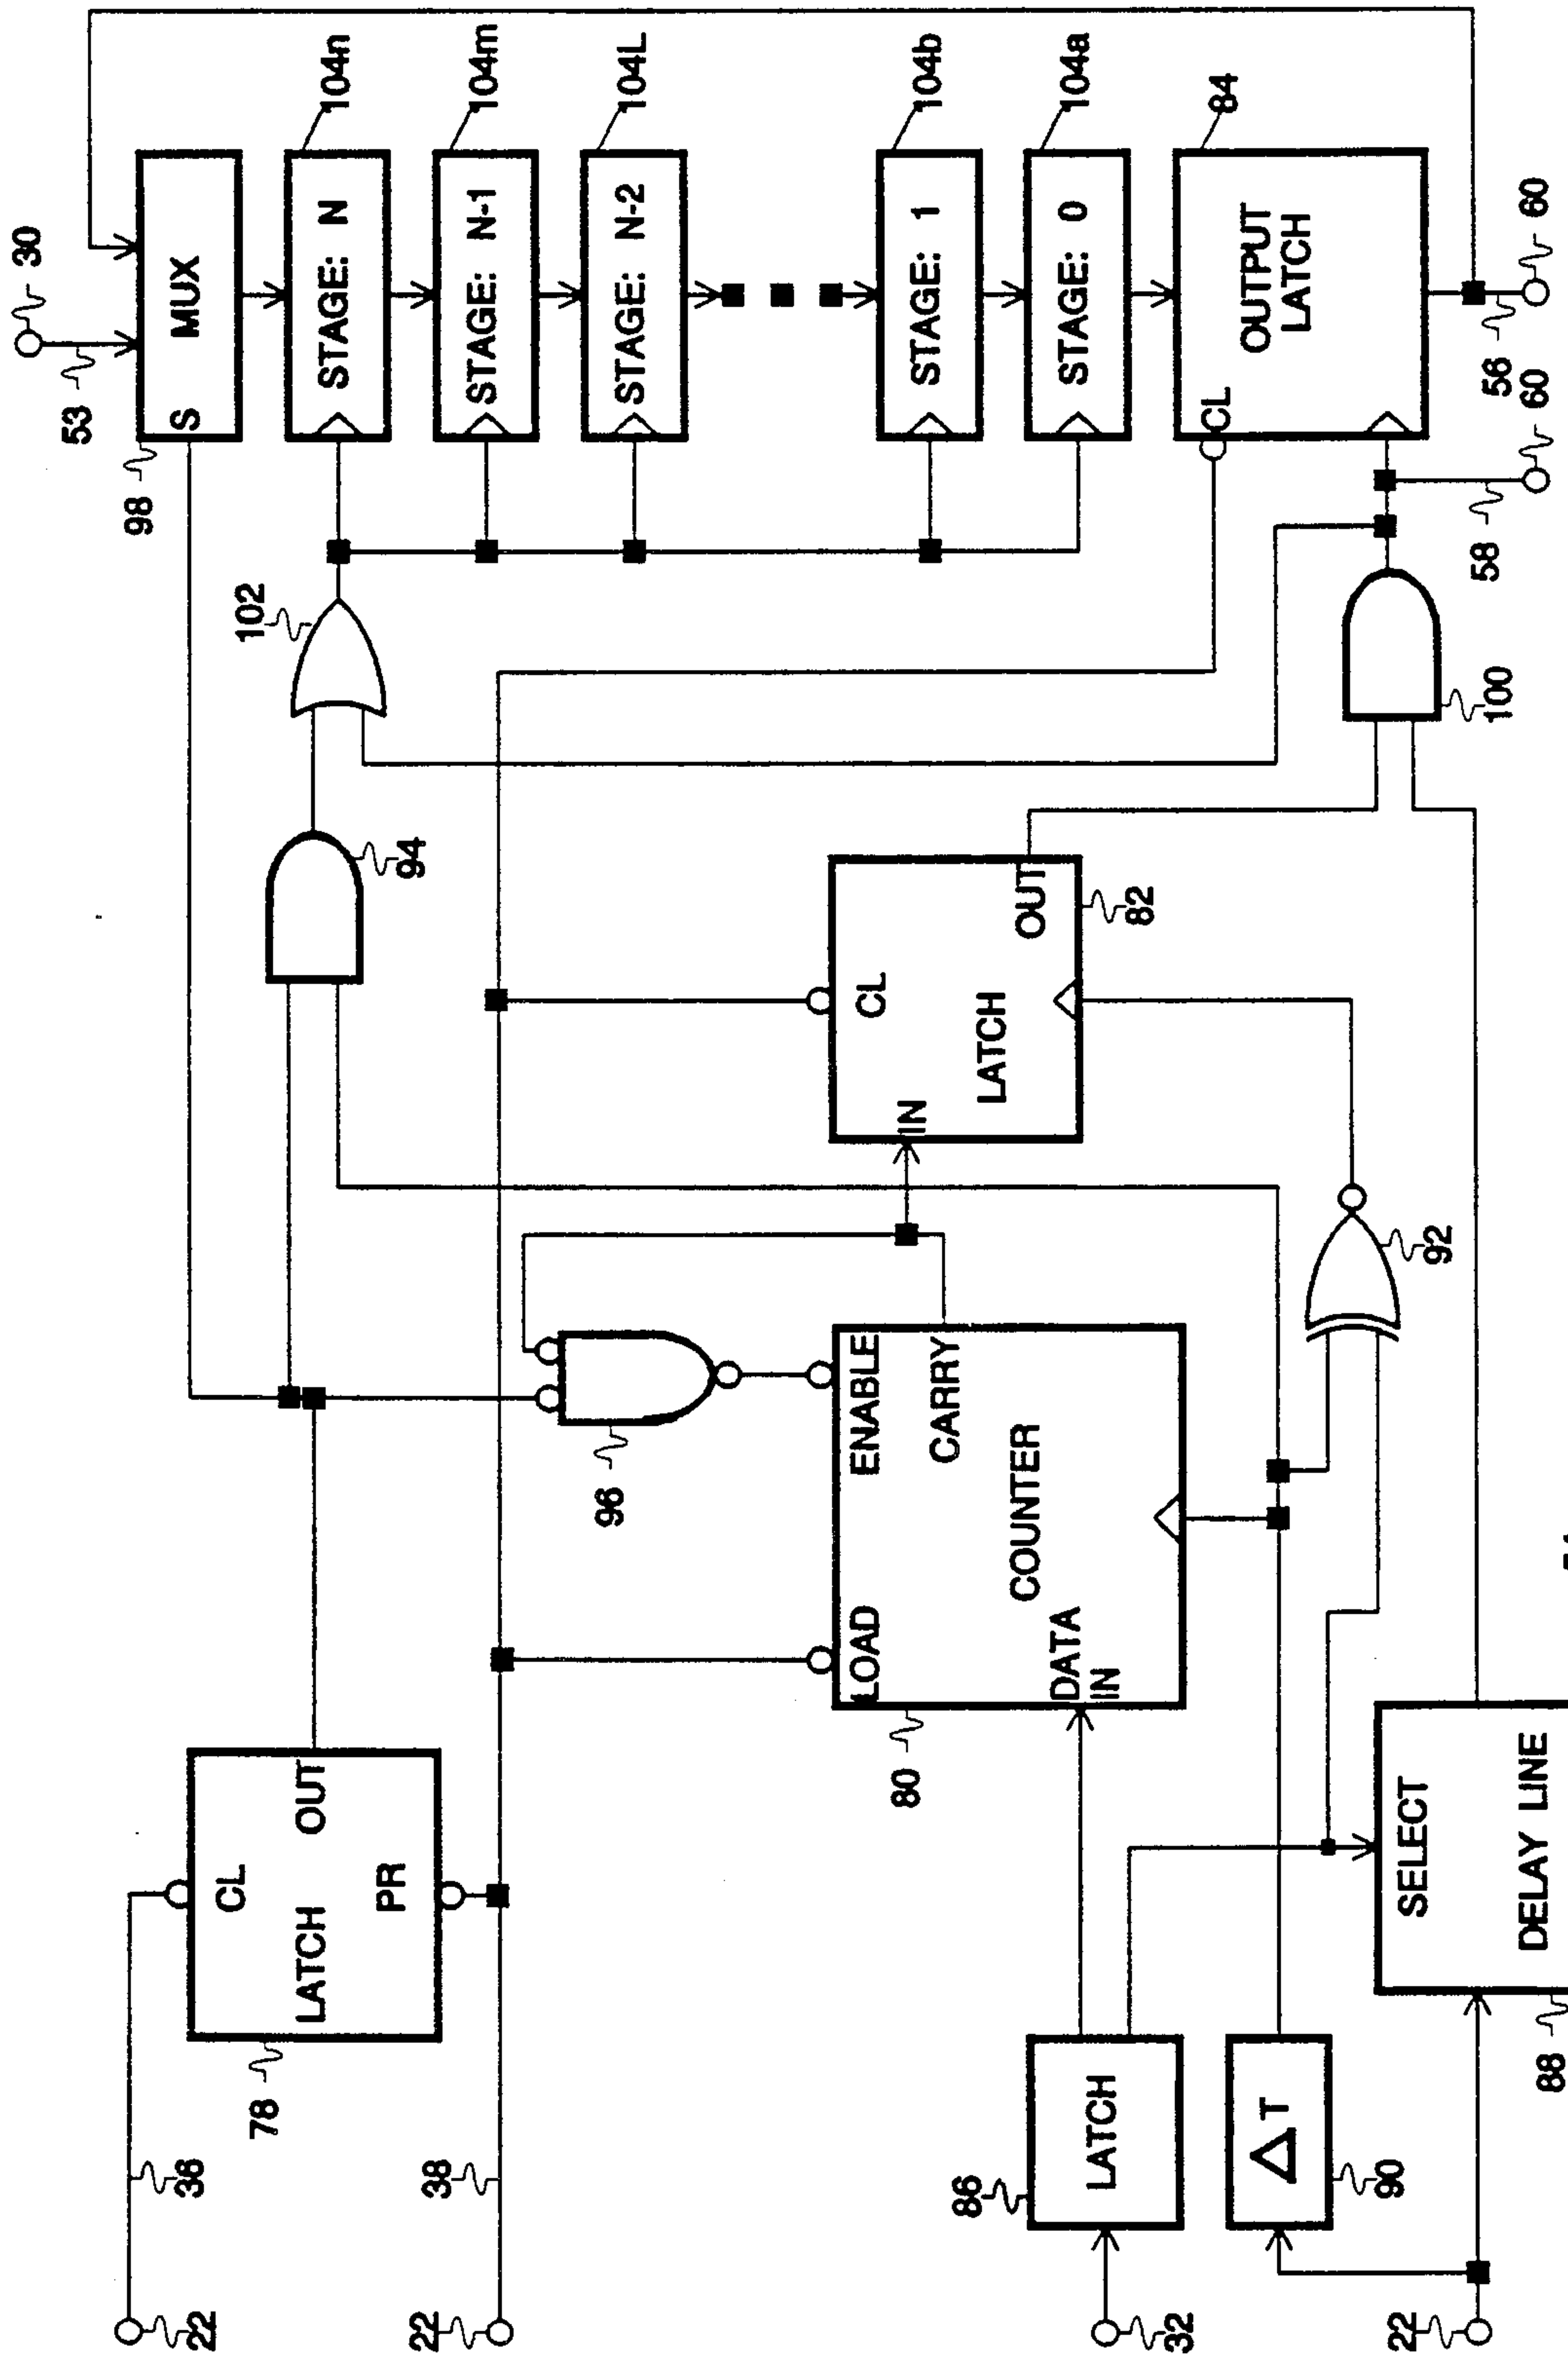 30
53
98
S
MUX
STAGE: N
104n
STAGE: N-1
104m
STAGE: N-2
104L
STAGE: 1
104b
STAGE: 0
104a
CL
OUTPUT
LATCH
84
56
60
58
60
102
94
100
CL
LATCH
IN
OUT
82
92
96
LOAD
ENABLE
CARRY
COUNTER
DATA
IN
80
CL
LATCH
OUT
PR
78
36
22
38
22
86
LATCH
32
ΔT
90
SELECT
DELAY LINE
88
22